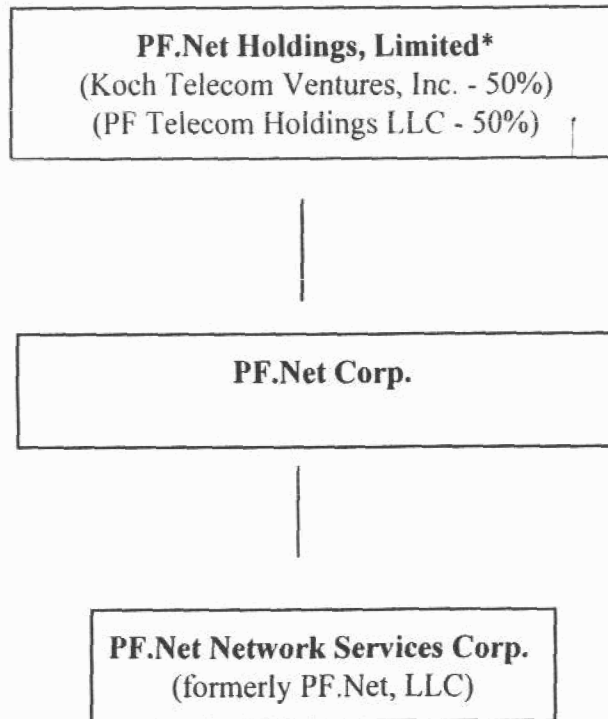 PF.Net Holdings, Limited*
(Koch Telecom Ventures, Inc. - 50%)
(PF Telecom Holdings LLC - 50%)
PF.Net Corp.
PF.Net Network Services Corp.
(formerly PF.Net, LLC)